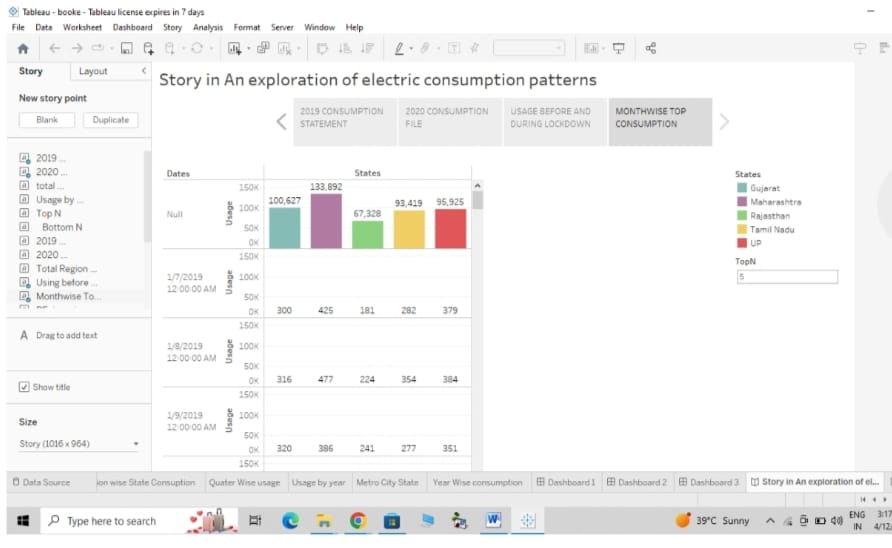 Tableau - booke - Tableau license expires in 7 days
File Data Worksheet Dashboard Story Analysis Format Server Window Help
Story Layout
New story point
Blank Duplicate
2019 ...
2020 ...
total ...
Usage by ...
Top N
Bottom N
2019 ...
2020 ...
Total Region ...
Using before ...
Monthwise To...
A Drag to add text
Show title
Size
Story (1016 x 964)
Story in An exploration of electric consumption patterns
2019 CONSUMPTION STATEMENT
2020 CONSUMPTION FILE
USAGE BEFORE AND DURING LOCKDOWN
MONTHWISE TOP CONSUMPTION
Dates States
Null
Usage
150K
100K
50K
0K
100,627 133,892 67,328 93,419 95,925
1/7/2019
12:00:00 AM
Usage
150K
100K
50K
0K
300 425 181 282 379
1/8/2019
12:00:00 AM
Usage
150K
100K
50K
0K
316 477 224 354 384
1/9/2019
12:00:00 AM
Usage
150K
100K
50K
0K
320 386 241 277 351
150K
States
Gujarat
Maharashtra
Rajasthan
Tamil Nadu
UP
TopN
5
Data Source ion wise State Consuption Quater Wise usage Usage by year Metro City State Year Wise consumption Dashboard 1 Dashboard 2 Dashboard 3 Story in An exploration of el...
Type here to search
39°C Sunny
ENG
IN
3:17
4/12/